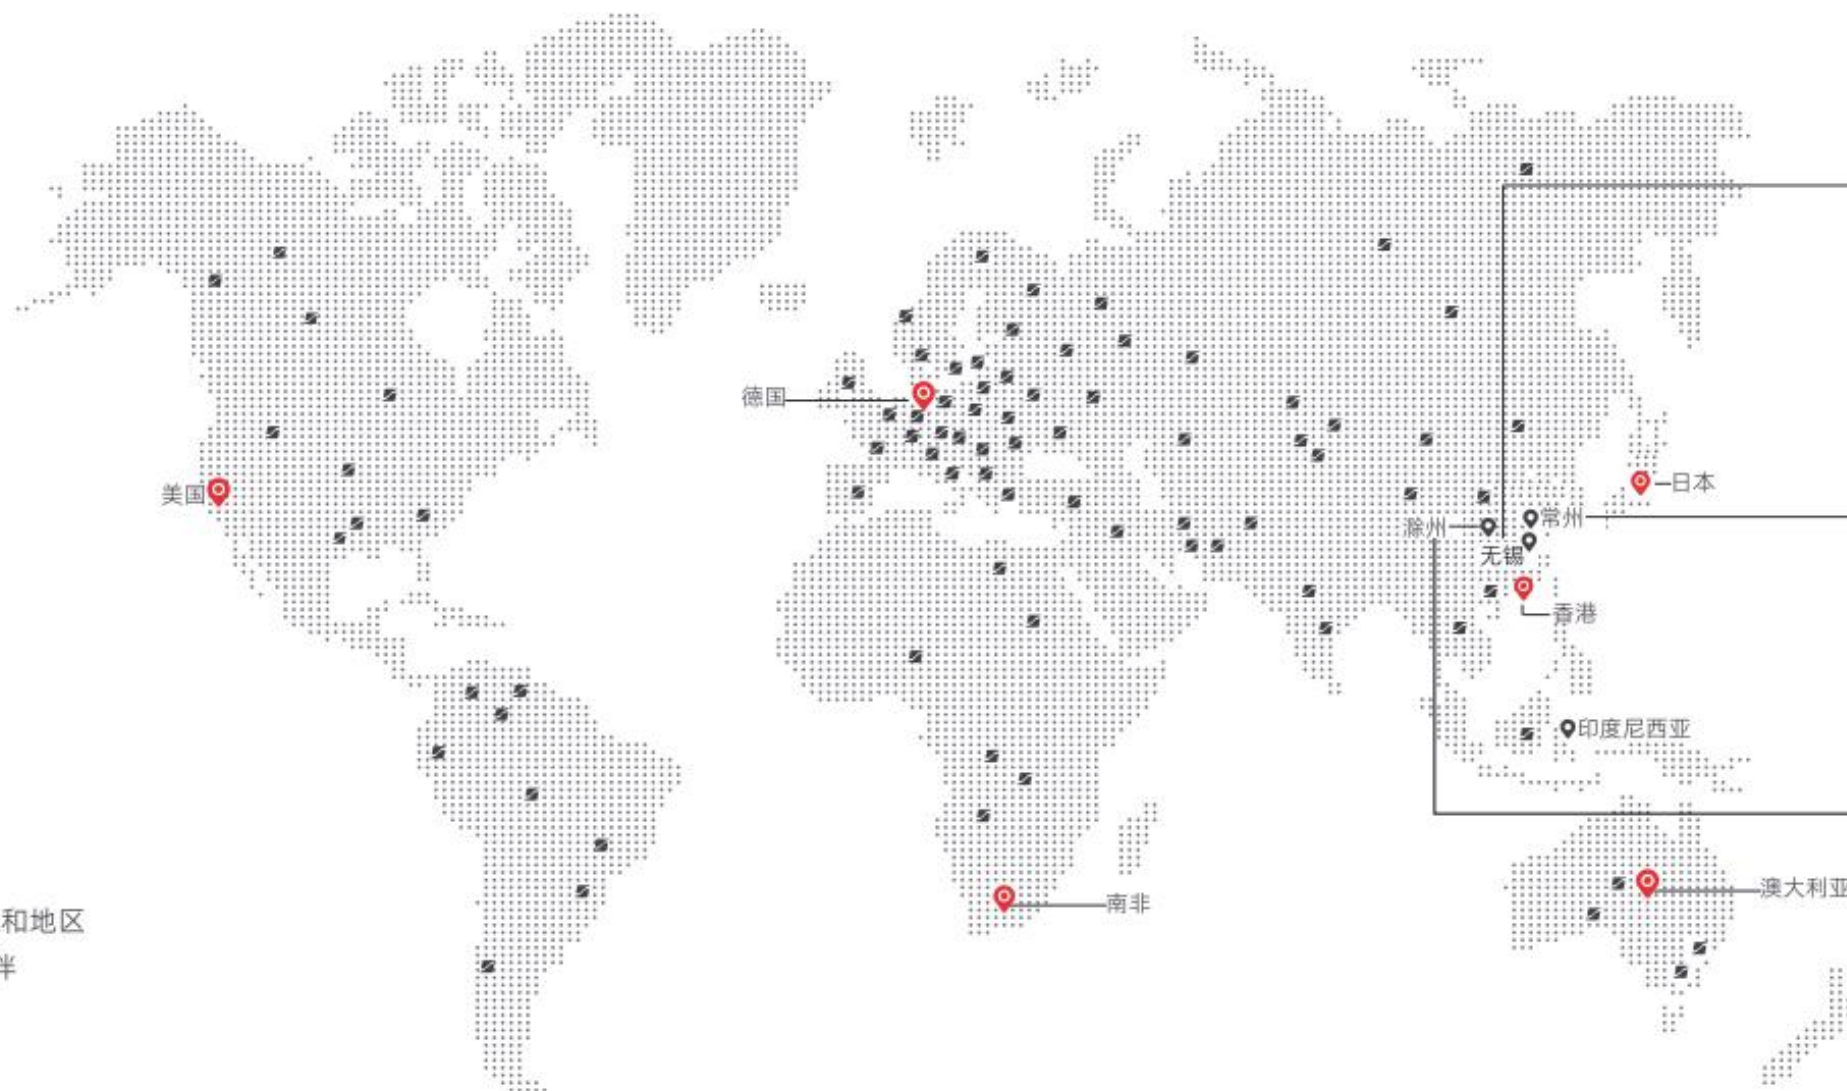 德国
美国
日本
滁州
常州
无锡
香港
印度尼西亚
澳大利亚
南非
和地区
伴